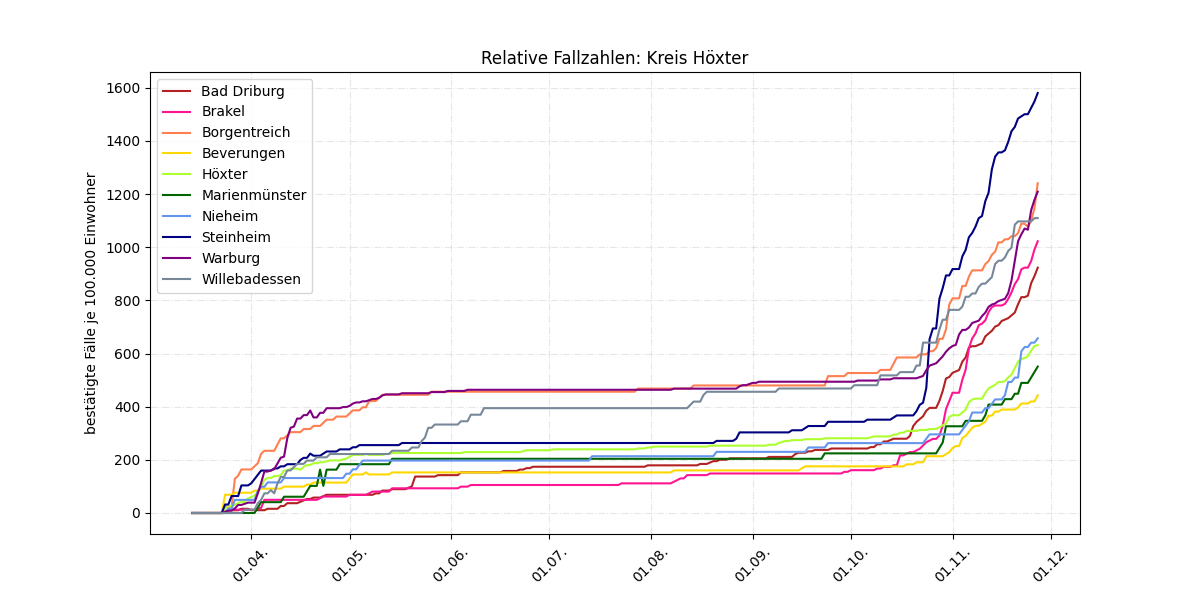 Relative Fallzahlen: Kreis Höxter
bestätigte Fälle je 100.000 Einwohner
1600
1400
1200
1000
800
600
400
200
0
Bad Driburg
Brakel
Borgentreich
Beverungen
Höxter
Marienmünster
Nieheim
Steinheim
Warburg
Willebadessen
01.04.
01.05.
01.06.
01.07.
01.08.
01.09.
01.10.
01.11.
01.12.